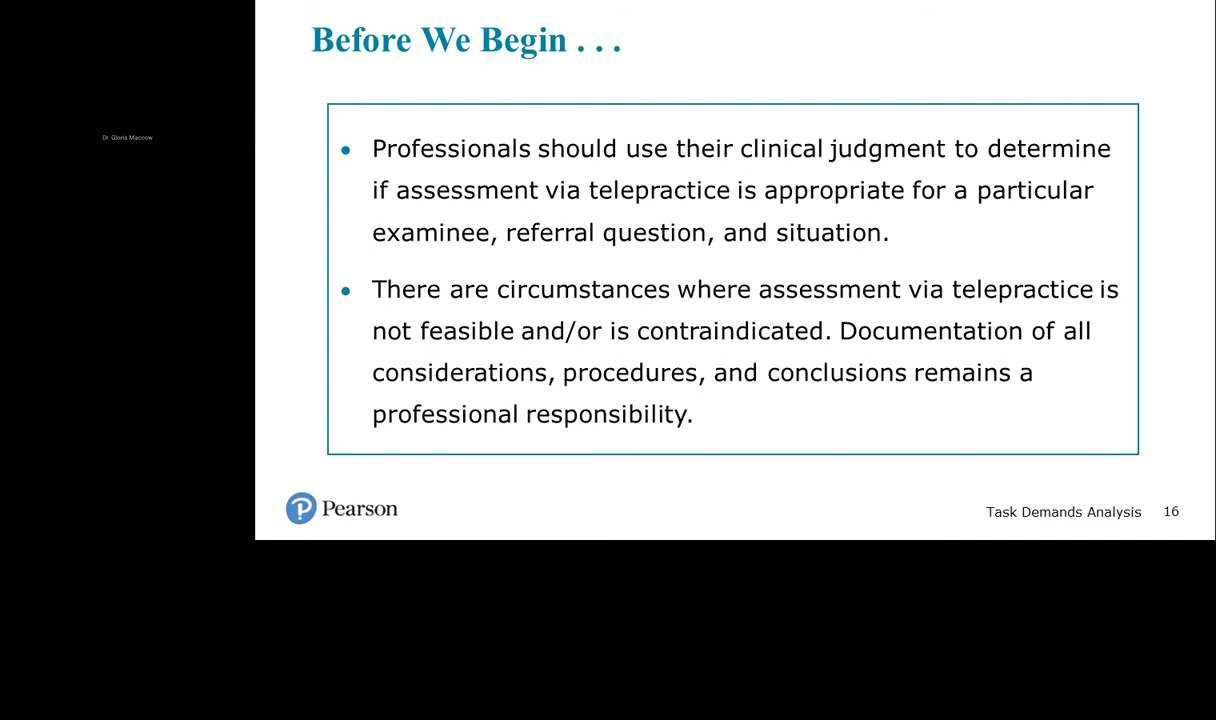 Before We Begin . . .
Dr. Gloria Maccow
• Professionals should use their clinical judgment to determine
if assessment via telepractice is appropriate for a particular
examinee, referral question, and situation.
• There are circumstances where assessment via telepractice is
not feasible and/or is contraindicated. Documentation of all
considerations, procedures, and conclusions remains a
professional responsibility.
Pearson
Task Demands Analysis 16